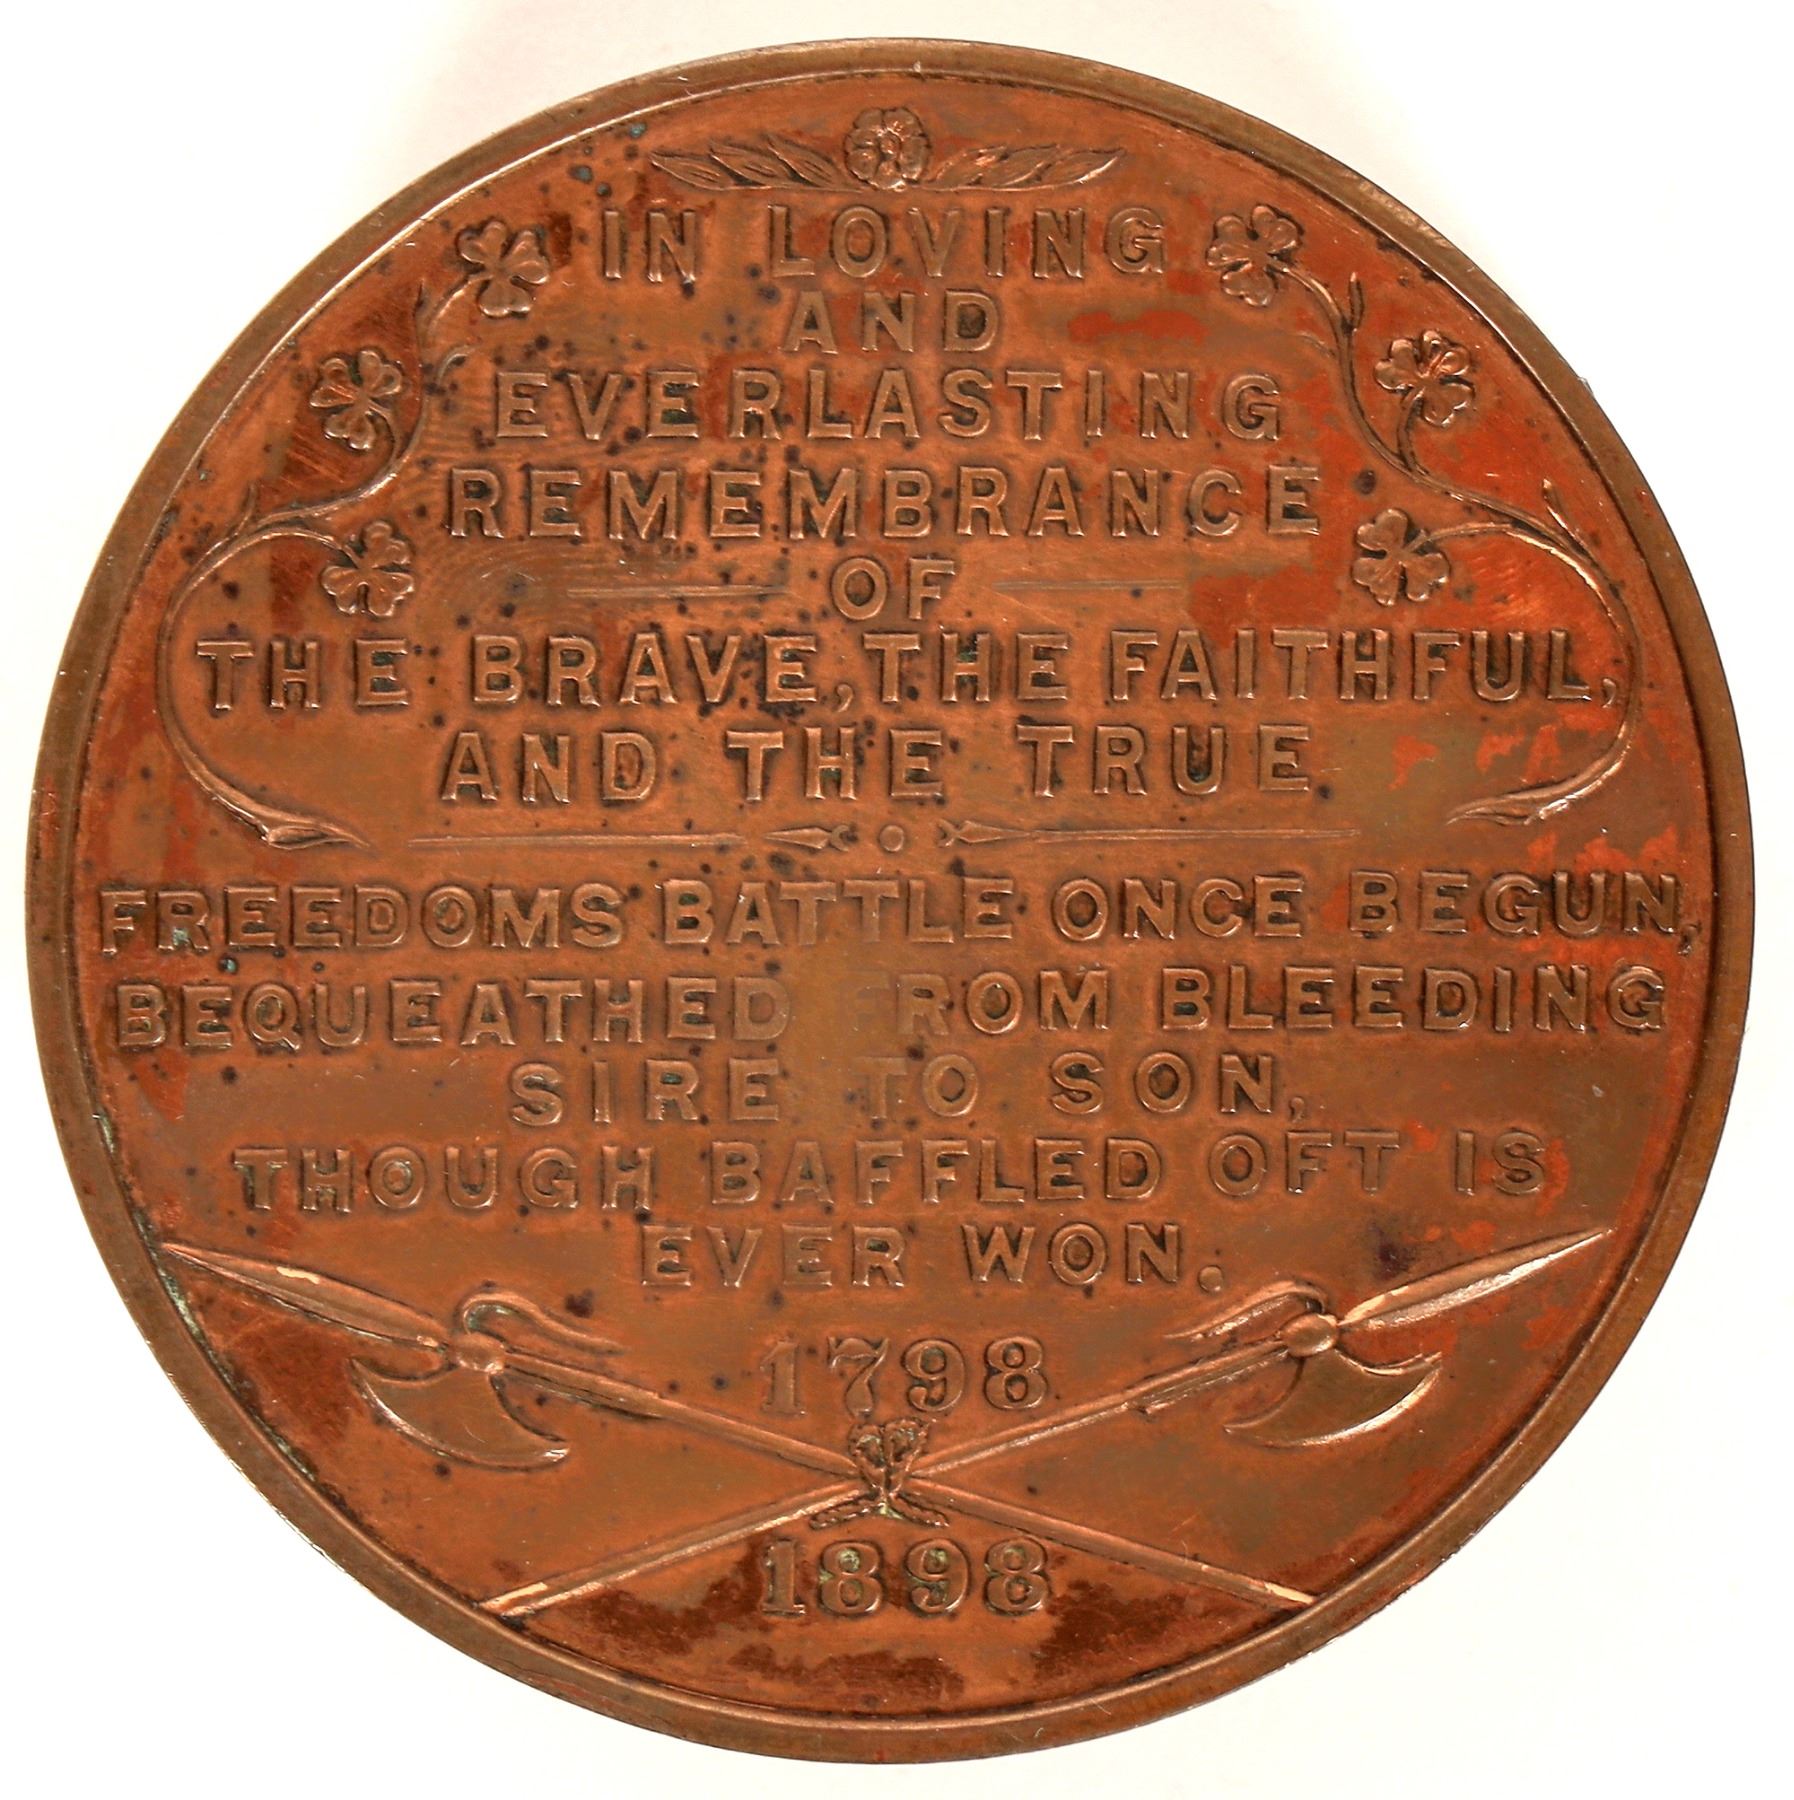 IN LOVING
AND
EVERLASTING
REMEMBRANCE
OF
THE BRAVE, THE FAITHFUL,
AND THE TRUE
FREEDOMS BATTLE ONCE BEGUN,
BEQUEATHED FROM BLEEDING
SIRE TO SON,
THOUGH BAFFLED OFT IS
EVER WON.
1798
1898